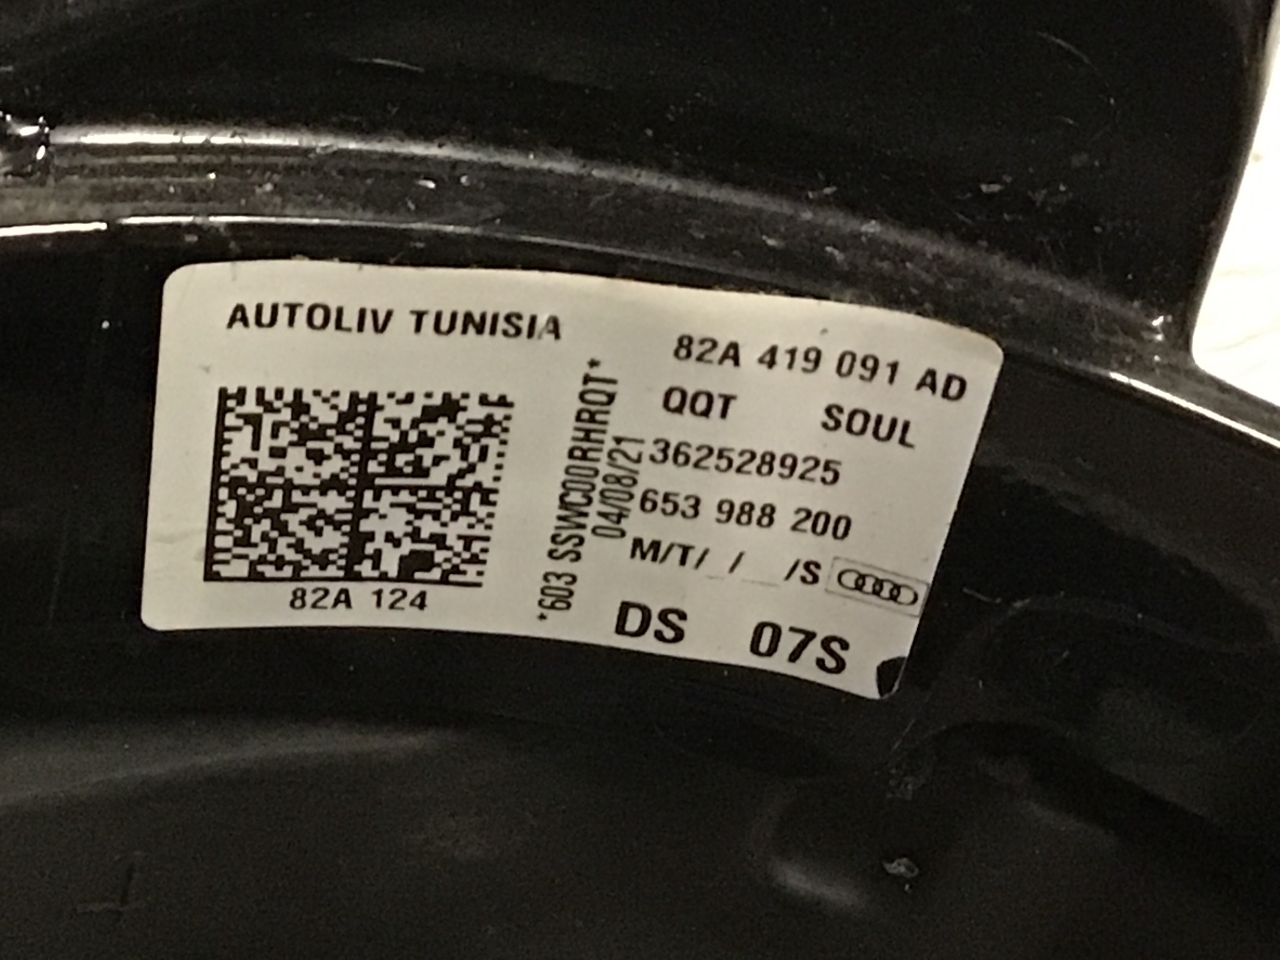 AUTOLIV TUNISIA
82A 419 091 AD
QQT SOUL
362528925
653 988 200
M/T/_/__/S
DS 07S
*603 SSWC00RHRQT*
04/08/21
82A 124